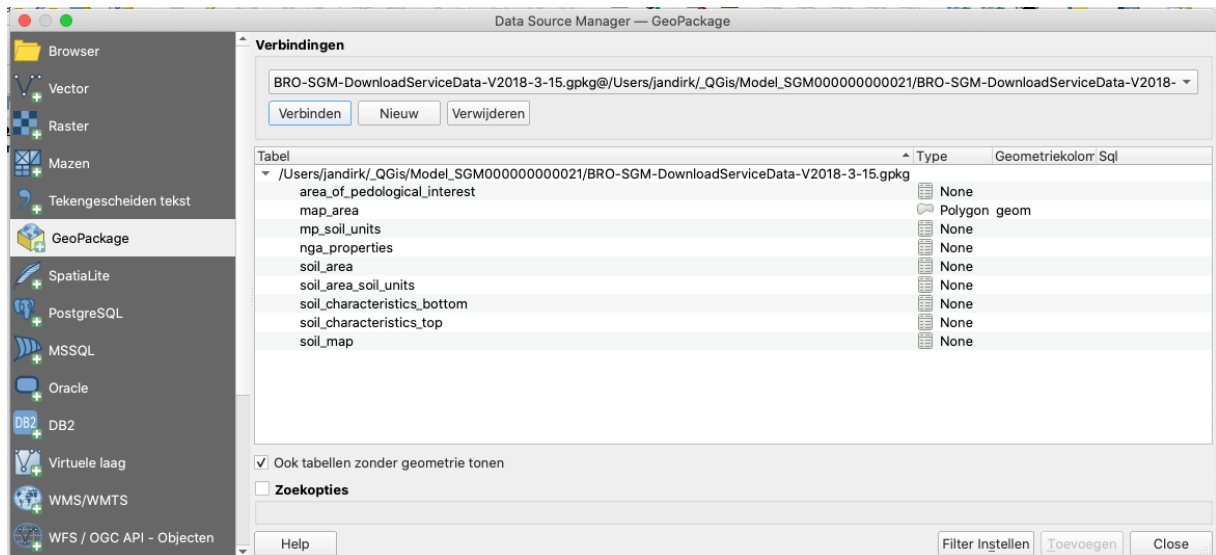 Data Source Manager — GeoPackage
Browser
Vector
Raster
Mazen
Tekengescheiden tekst
GeoPackage
SpatiaLite
PostgreSQL
MSSQL
Oracle
DB2
DB2
Virtuele laag
WMS/WMTS
WFS / OGC API - Objecten
Verbindingen
BRO-SGM-DownloadServiceData-V2018-3-15.gpkg@/Users/jandirk/_QGis/Model_SGM000000000021/BRO-SGM-DownloadServiceData-V2018-
Verbinden Nieuw Verwijderen
Tabel Type Geometriekolom Sql
/Users/jandirk/_QGis/Model_SGM000000000021/BRO-SGM-DownloadServiceData-V2018-3-15.gpkg
area_of_pedological_interest None
map_area Polygon geom
mp_soil_units None
nga_properties None
soil_area None
soil_area_soil_units None
soil_characteristics_bottom None
soil_characteristics_top None
soil_map None
Ook tabellen zonder geometrie tonen
Zoekopties
Help Filter Instellen Toevoegen Close